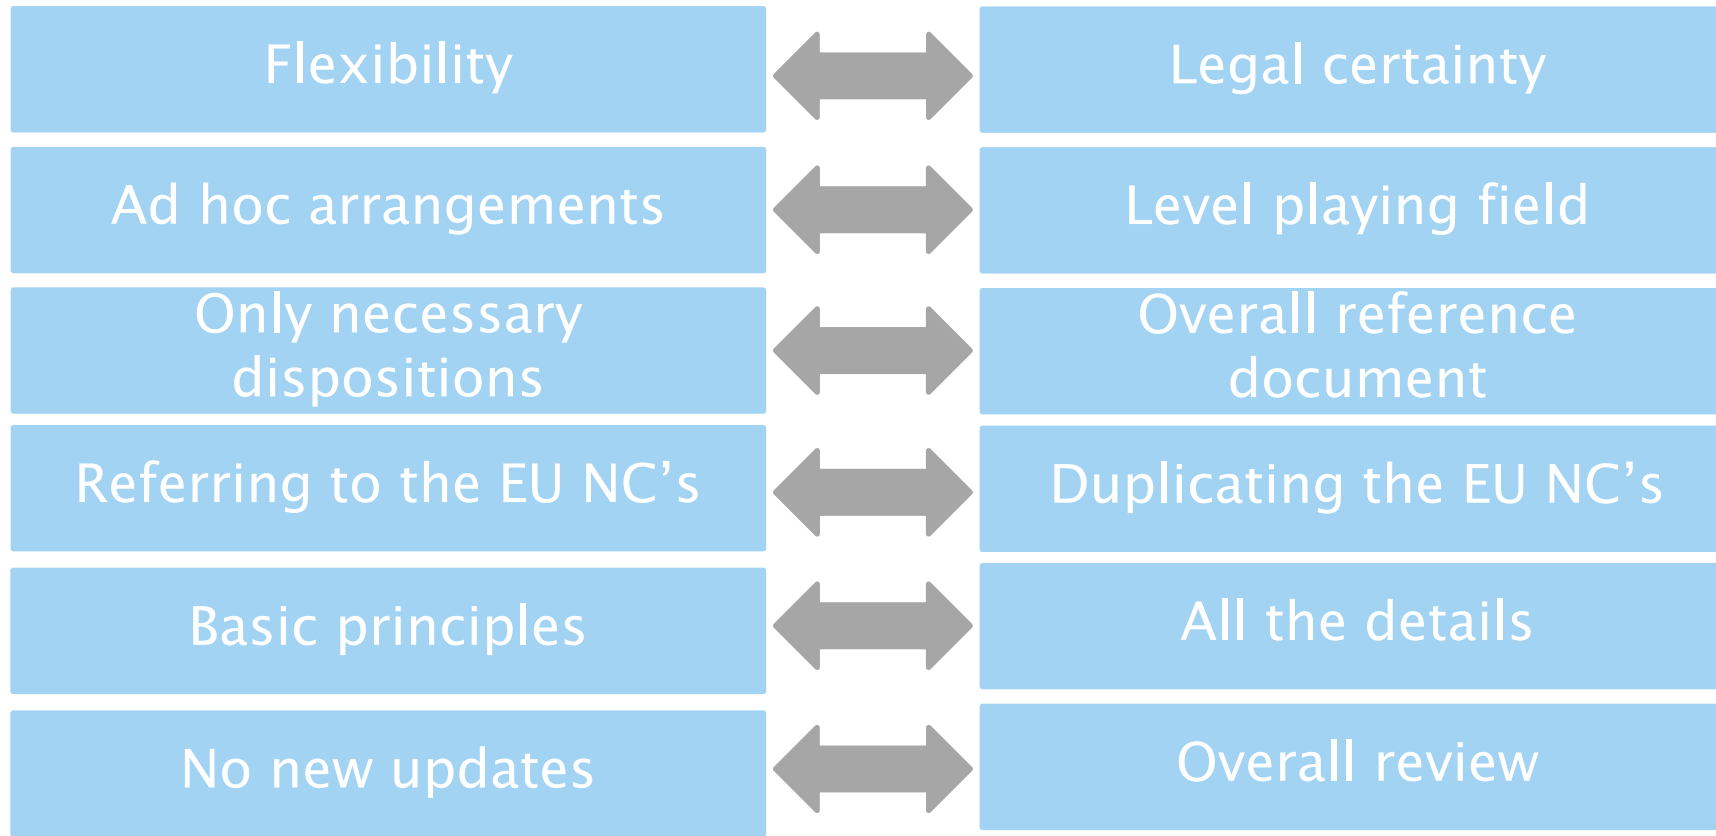 Flexibility
Legal certainty
Ad hoc arrangements
Level playing field
Only necessary
dispositions
Overall reference
document
Referring to the EU NC’s
Duplicating the EU NC’s
Basic principles
All the details
No new updates
Overall review